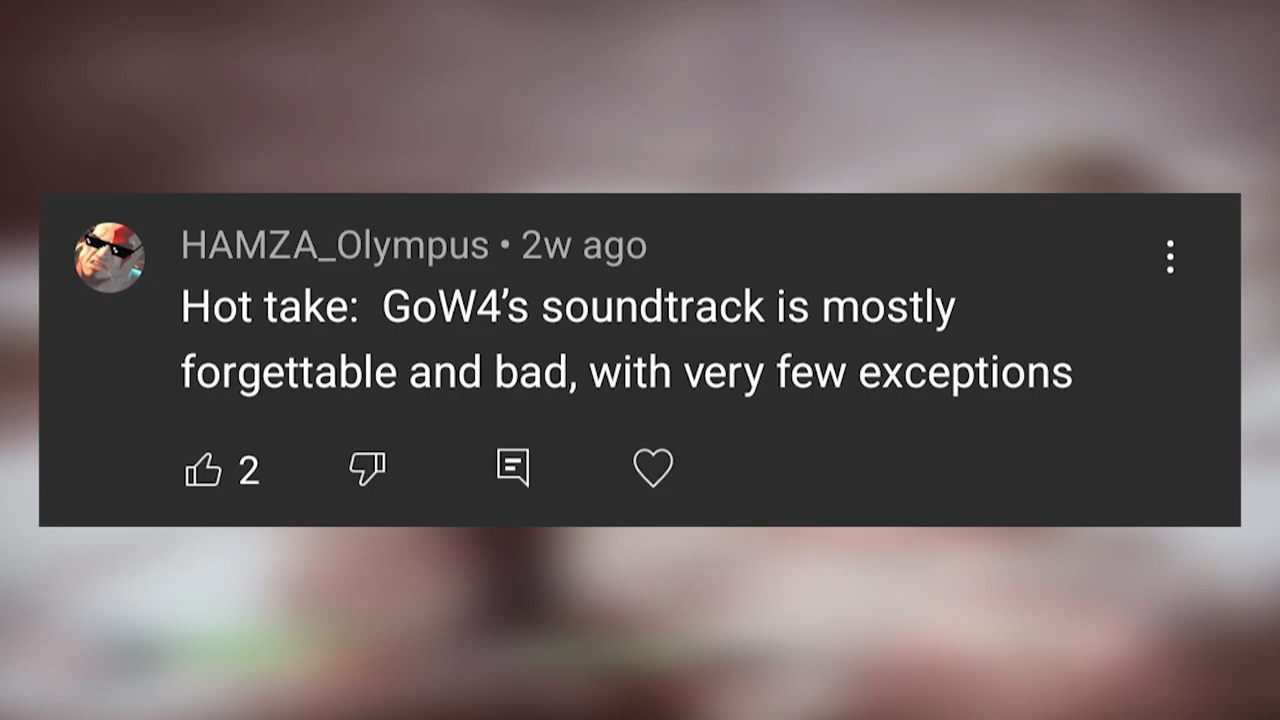 HAMZA_Olympus • 2w ago
Hot take:  GoW4’s soundtrack is mostly
forgettable and bad, with very few exceptions
2